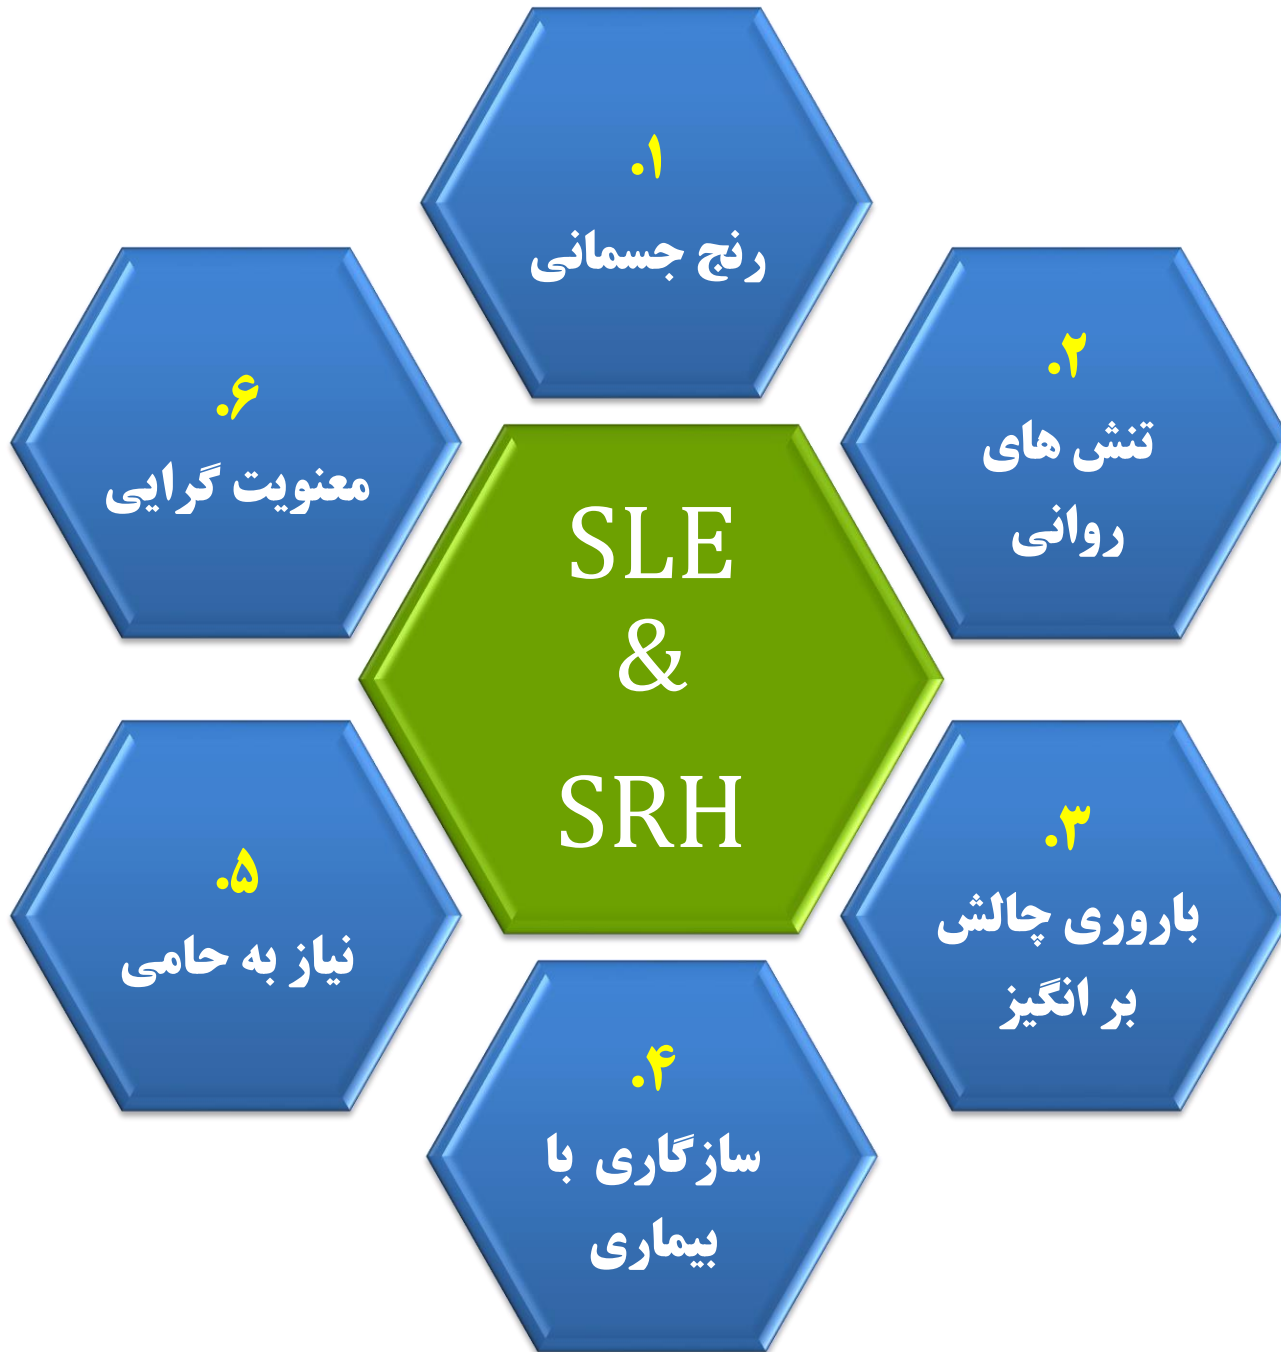 .۱
رنج جسمانی
.۲
تنش های
روانی
.۳
باروری چالش
بر انگیز
.۴
سازگاری با
بیماری
.۵
نیاز به حامی
.۶
معنویت گرایی
SLE
&
SRH